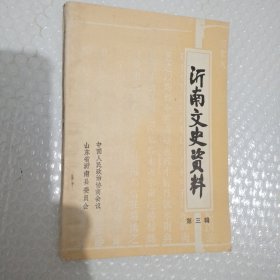 沂南文史资料
第三辑
中国人民政治协商会议
山东省沂南县委员会